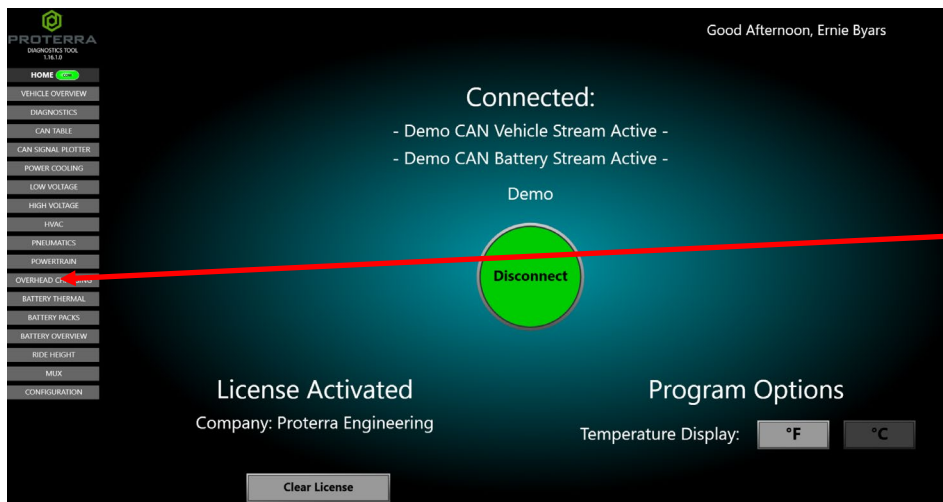 PROTERRA
DIAGNOSTICS TOOL
1.16.1.0
Good Afternoon, Ernie Byars
HOME
VEHICLE OVERVIEW
DIAGNOSTICS
CAN TABLE
CAN SIGNAL PLOTTER
POWER COOLING
LOW VOLTAGE
HIGH VOLTAGE
HVAC
PNEUMATICS
POWERTRAIN
OVERHEAD
BATTERY THERMAL
BATTERY PACKS
BATTERY OVERVIEW
RIDE HEIGHT
MUX
CONFIGURATION
Connected:
- Demo CAN Vehicle Stream Active -
- Demo CAN Battery Stream Active -
Demo
Disconnect
License Activated
Company: Proterra Engineering
Clear License
Program Options
Temperature Display: °F °C